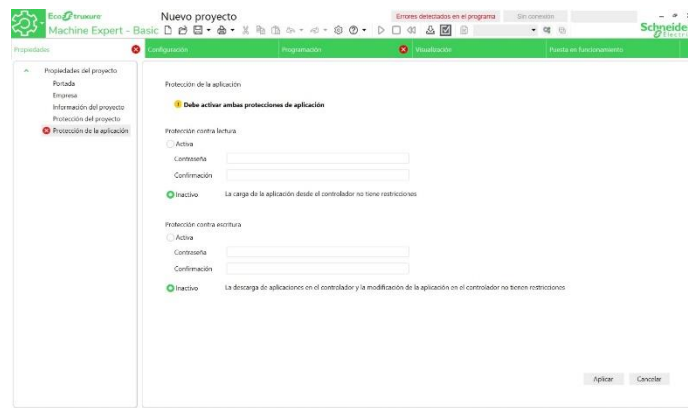 EcoStruxure
Machine Expert - Basic
Nuevo proyecto
Errores detectados en el programa
Sin conexión
Schneider
Electric
Propiedades
Configuración
Programación
Visualización
Puesta en funcionamiento
Propiedades del proyecto
Portada
Empresa
Información del proyecto
Protección del proyecto
Protección de la aplicación
Protección de la aplicación
Debe activar ambas protecciones de aplicación
Protección contra lectura
Activa
Contraseña
Confirmación
Inactivo La carga de la aplicación desde el controlador no tiene restricciones
Protección contra escritura
Activa
Contraseña
Confirmación
Inactivo La descarga de aplicaciones en el controlador y la modificación de la aplicación en el controlador no tienen restricciones
Aplicar Cancelar